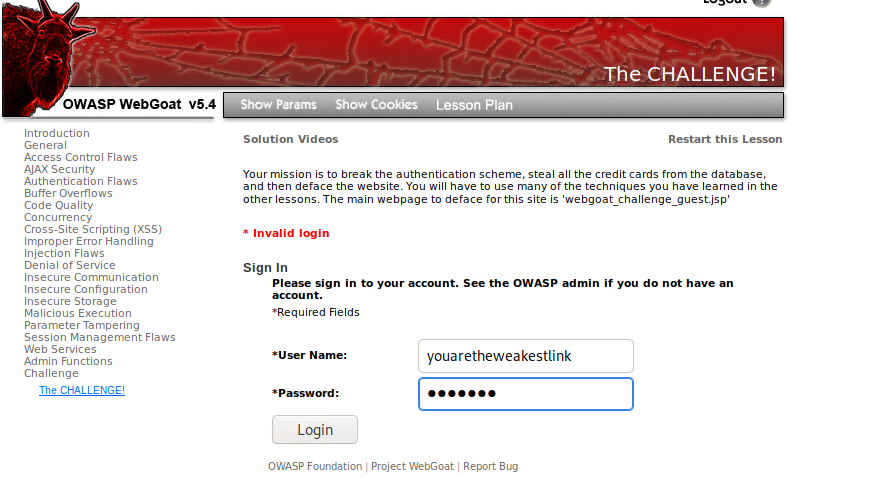 Logout ?
The CHALLENGE!
OWASP WebGoat v5.4
Show Params Show Cookies Lesson Plan
Introduction
General
Access Control Flaws
AJAX Security
Authentication Flaws
Buffer Overflows
Code Quality
Concurrency
Cross-Site Scripting (XSS)
Improper Error Handling
Injection Flaws
Denial of Service
Insecure Communication
Insecure Configuration
Insecure Storage
Malicious Execution
Parameter Tampering
Session Management Flaws
Web Services
Admin Functions
Challenge
The CHALLENGE!
Solution Videos Restart this Lesson
Your mission is to break the authentication scheme, steal all the credit cards from the database,
and then deface the website. You will have to use many of the techniques you have learned in the
other lessons. The main webpage to deface for this site is 'webgoat_challenge_guest.jsp'
* Invalid login
Sign In
Please sign in to your account. See the OWASP admin if you do not have an
account.
*Required Fields
*User Name: youaretheweakestlink
*Password: ●●●●●●●
Login
OWASP Foundation | Project WebGoat | Report Bug